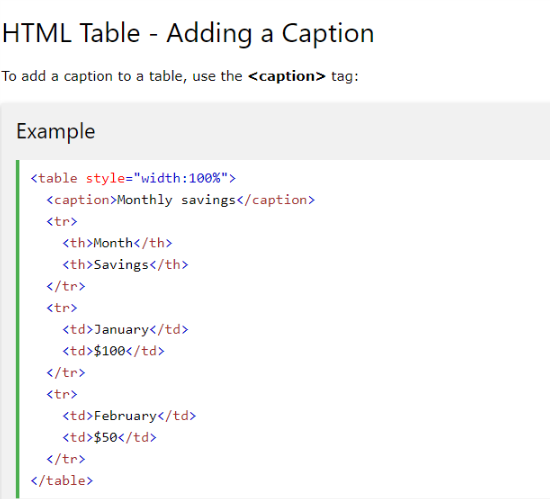 HTML Table - Adding a Caption
To add a caption to a table, use the <caption> tag:
Example
<table style="width:100%">
  <caption>Monthly savings</caption>
  <tr>
    <th>Month</th>
    <th>Savings</th>
  </tr>
  <tr>
    <td>January</td>
    <td>$100</td>
  </tr>
  <tr>
    <td>February</td>
    <td>$50</td>
  </tr>
</table>